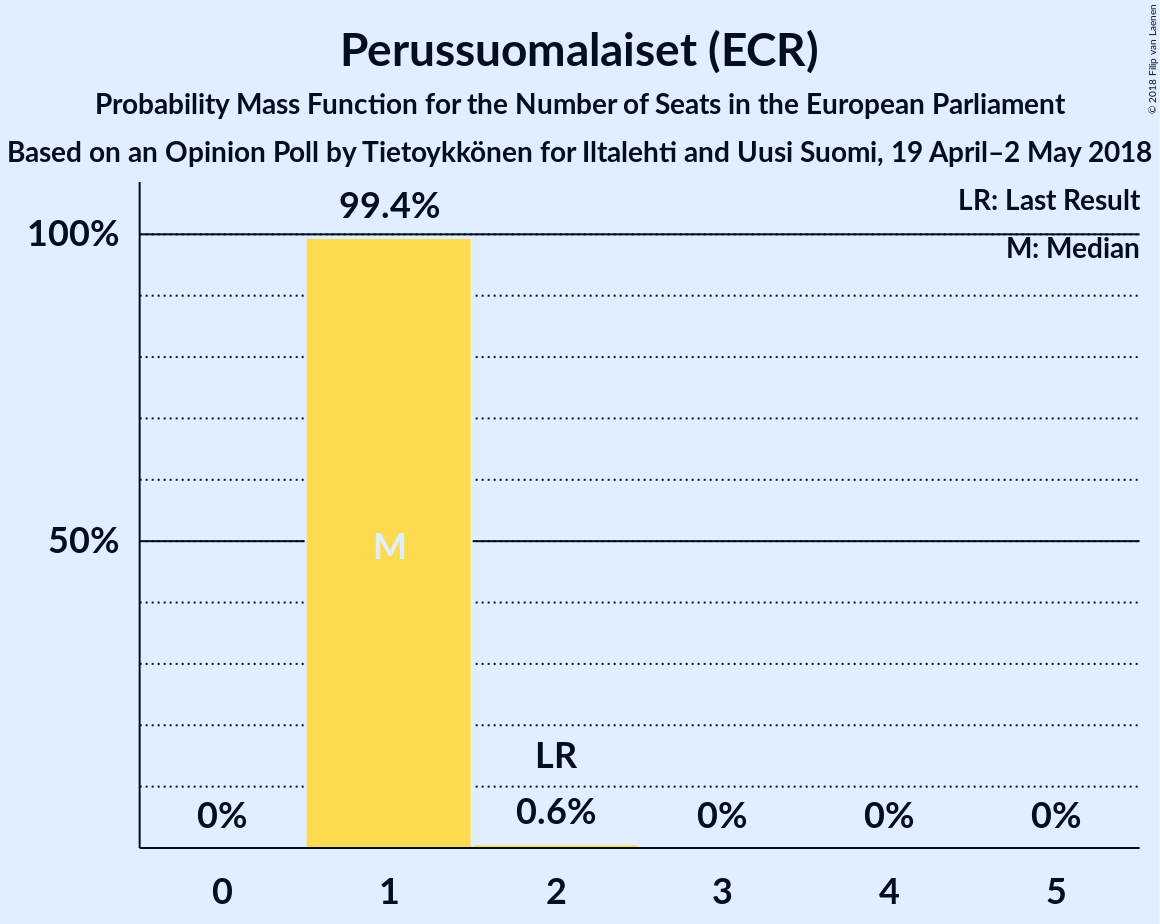 Perussuomalaiset (ECR)
Probability Mass Function for the Number of Seats in the European Parliament
Based on an Opinion Poll by Tietoykkönen for Iltalehti and Uusi Suomi, 19 April–2 May 2018
© 2018 Filip van Laenen
LR: Last Result
M: Median
99.4%
100%
50%
M
LR
0% 0.6% 0% 0% 0%
0 1 2 3 4 5